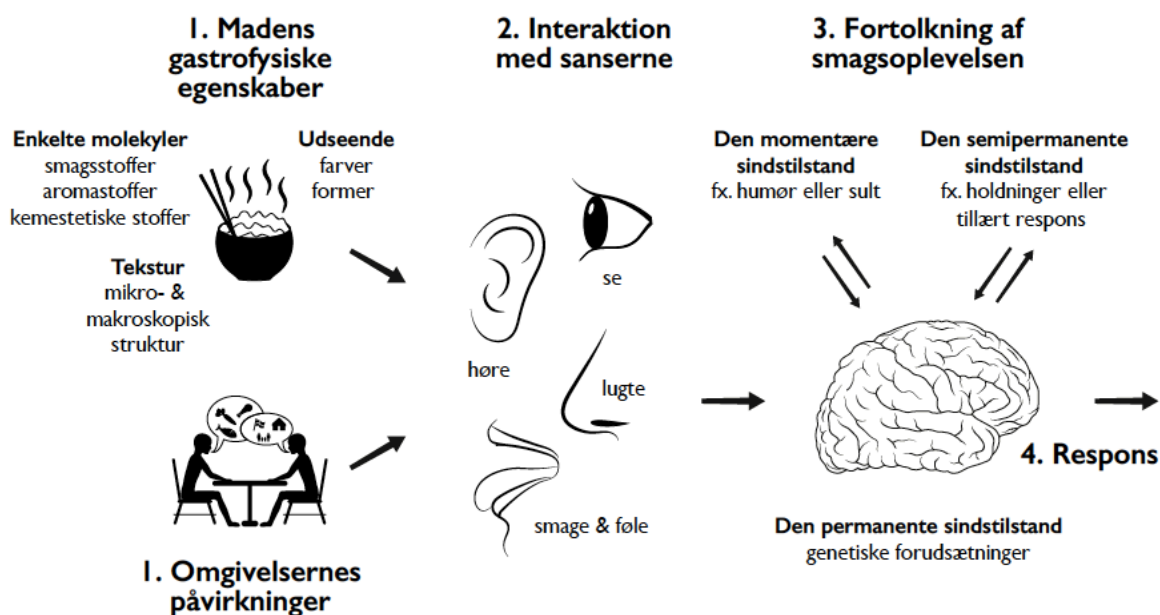 1. Madens
gastrofysiske
egenskaber
Enkelte molekyler
smagsstoffer
aromastoffer
kemestetiske stoffer
Udseende
farver
former
Tekstur
mikro- &
makroskopisk
struktur
1. Omgivelsernes
påvirkninger
2. Interaktion
med sanserne
se
høre
lugte
smage & føle
3. Fortolkning af
smagsoplevelsen
Den momentære
sindstilstand
fx. humør eller sult
Den semipermanente
sindstilstand
fx. holdninger eller
tillært respons
4. Respons
Den permanente sindstilstand
genetiske forudsætninger